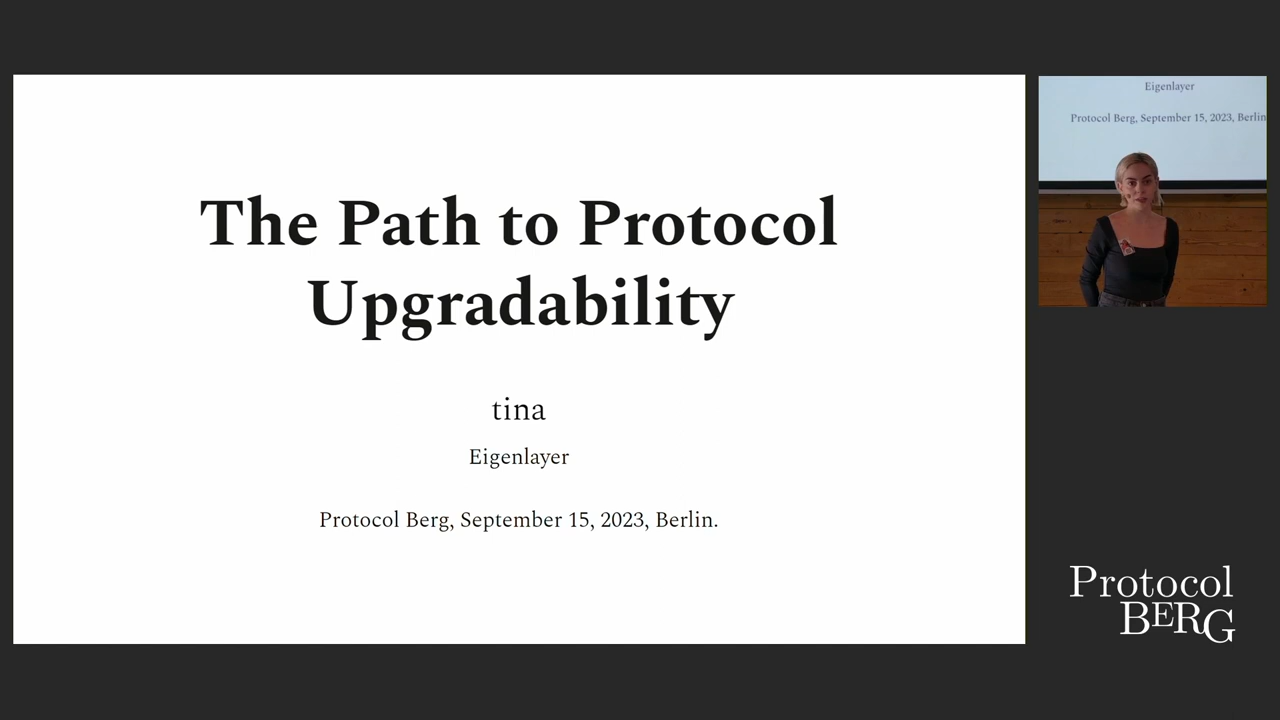 The Path to Protocol
Upgradability
tina
Eigenlayer
Protocol Berg, September 15, 2023, Berlin.
Eigenlayer
Protocol Berg, September 15, 2023, Berlin
Protocol
BERG